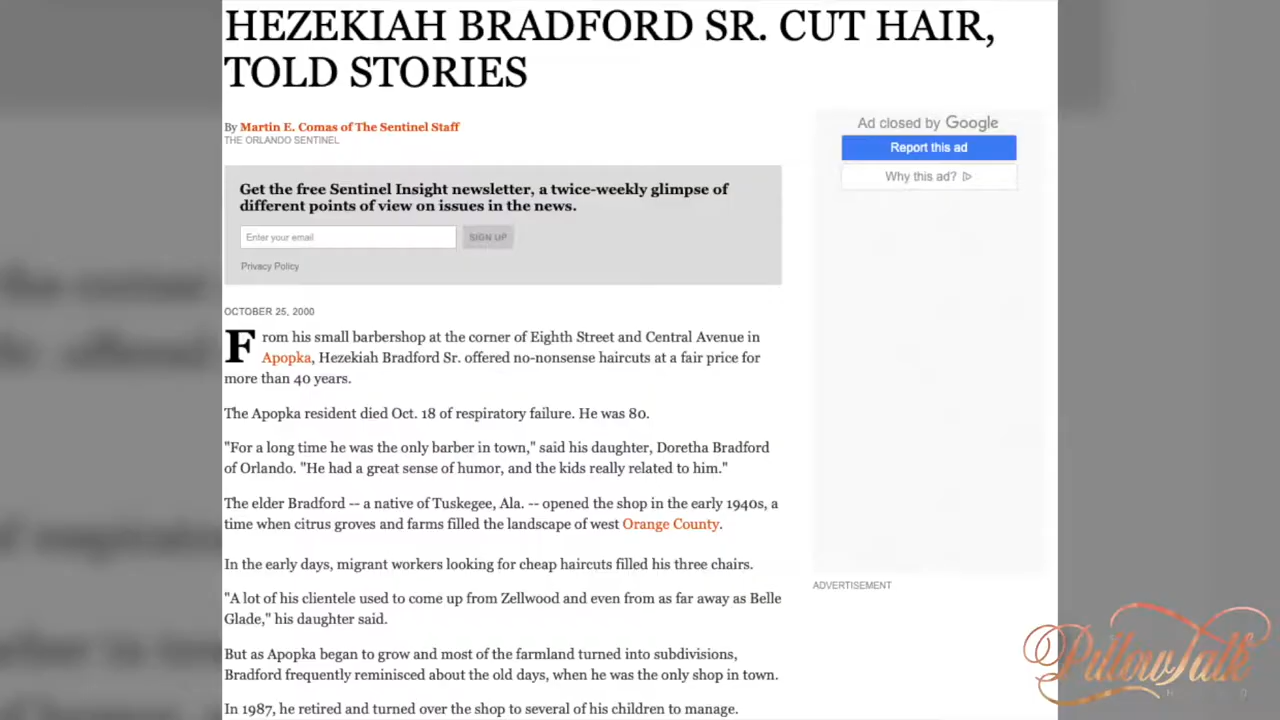 HEZEKIAH BRADFORD SR. CUT HAIR,
TOLD STORIES
By Martin E. Comas of The Sentinel Staff
THE ORLANDO SENTINEL
Get the free Sentinel Insight newsletter, a twice-weekly glimpse of
different points of view on issues in the news.
Enter your email
SIGN UP
Privacy Policy
OCTOBER 25, 2000
From his small barbershop at the corner of Eighth Street and Central Avenue in
Apopka, Hezekiah Bradford Sr. offered no-nonsense haircuts at a fair price for
more than 40 years.
The Apopka resident died Oct. 18 of respiratory failure. He was 80.
"For a long time he was the only barber in town," said his daughter, Doretha Bradford
of Orlando. "He had a great sense of humor, and the kids really related to him."
The elder Bradford -- a native of Tuskegee, Ala. -- opened the shop in the early 1940s, a
time when citrus groves and farms filled the landscape of west Orange County.
In the early days, migrant workers looking for cheap haircuts filled his three chairs.
"A lot of his clientele used to come up from Zellwood and even from as far away as Belle
Glade," his daughter said.
But as Apopka began to grow and most of the farmland turned into subdivisions,
Bradford frequently reminisced about the old days, when he was the only shop in town.
In 1987, he retired and turned over the shop to several of his children to manage.
Ad closed by Google
Report this ad
Why this ad?
ADVERTISEMENT
PillowTalk